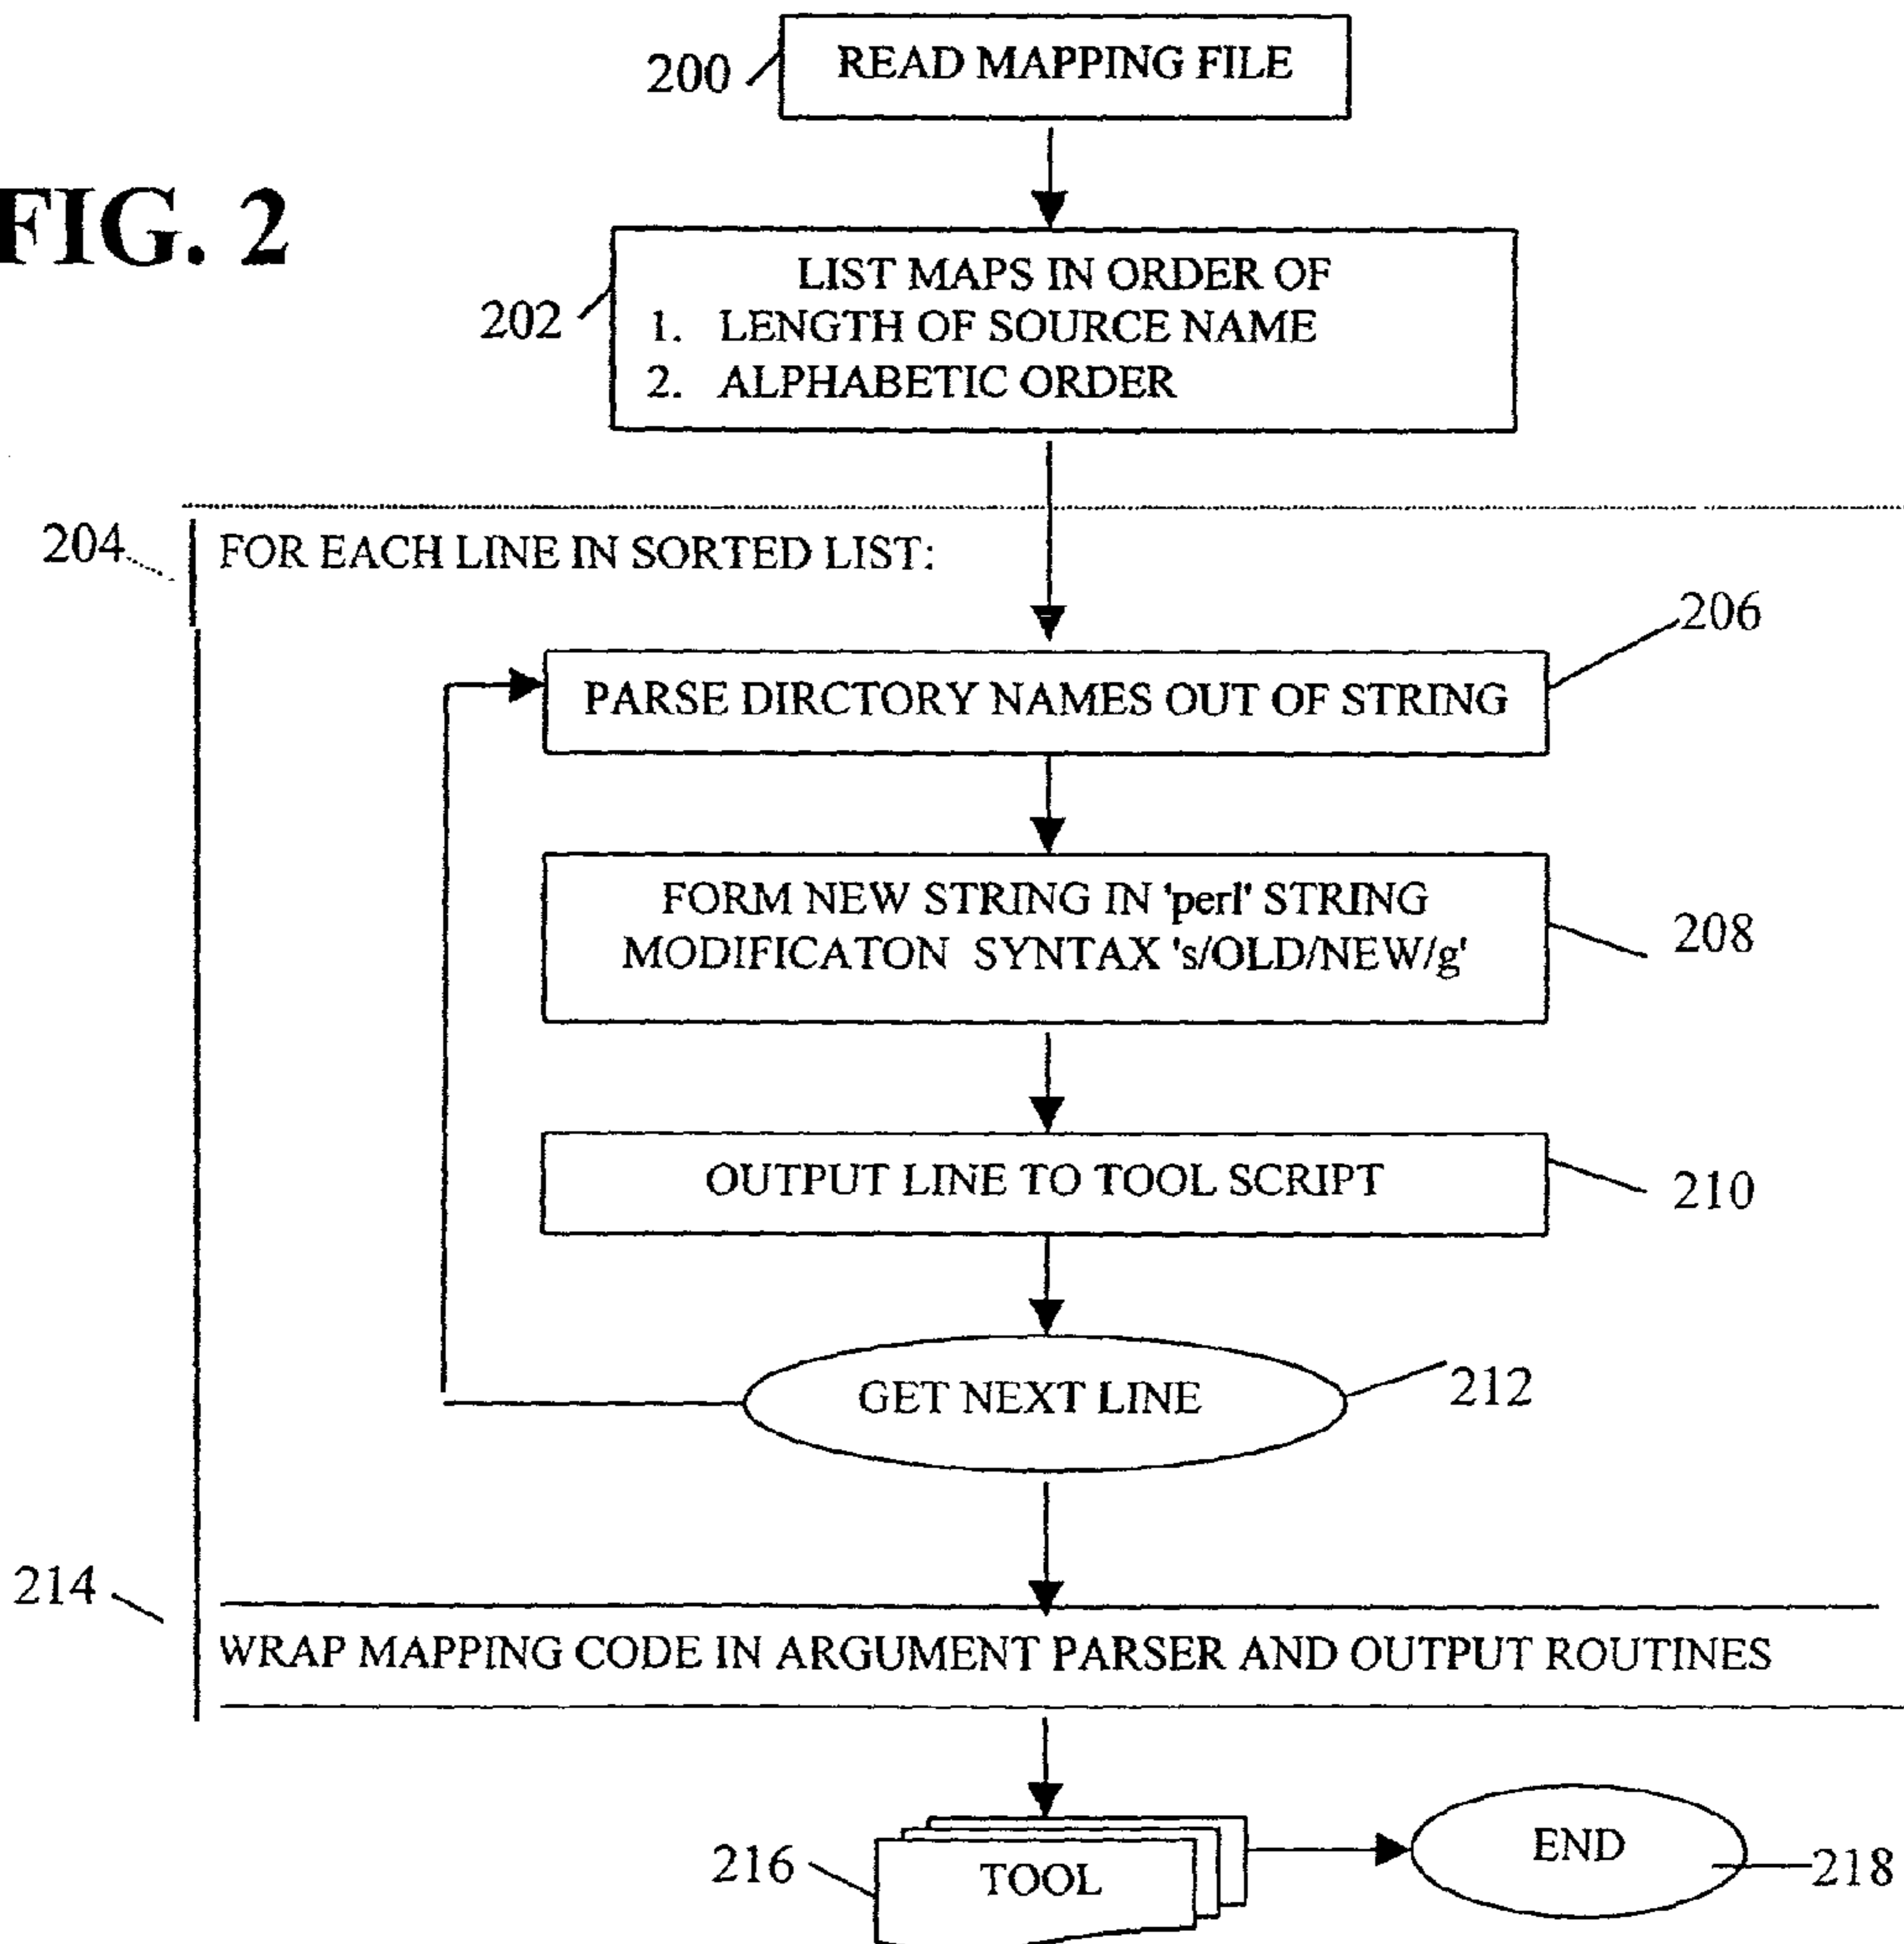 200
READ MAPPING FILE
FIG. 2
202
LIST MAPS IN ORDER OF
1. LENGTH OF SOURCE NAME
2. ALPHABETIC ORDER
204
FOR EACH LINE IN SORTED LIST:
206
PARSE DIRCTORY NAMES OUT OF STRING
FORM NEW STRING IN 'perl' STRING
MODIFICATON SYNTAX 's/OLD/NEW/g'
208
OUTPUT LINE TO TOOL SCRIPT
210
GET NEXT LINE
212
214
WRAP MAPPING CODE IN ARGUMENT PARSER AND OUTPUT ROUTINES
216
TOOL
END
218